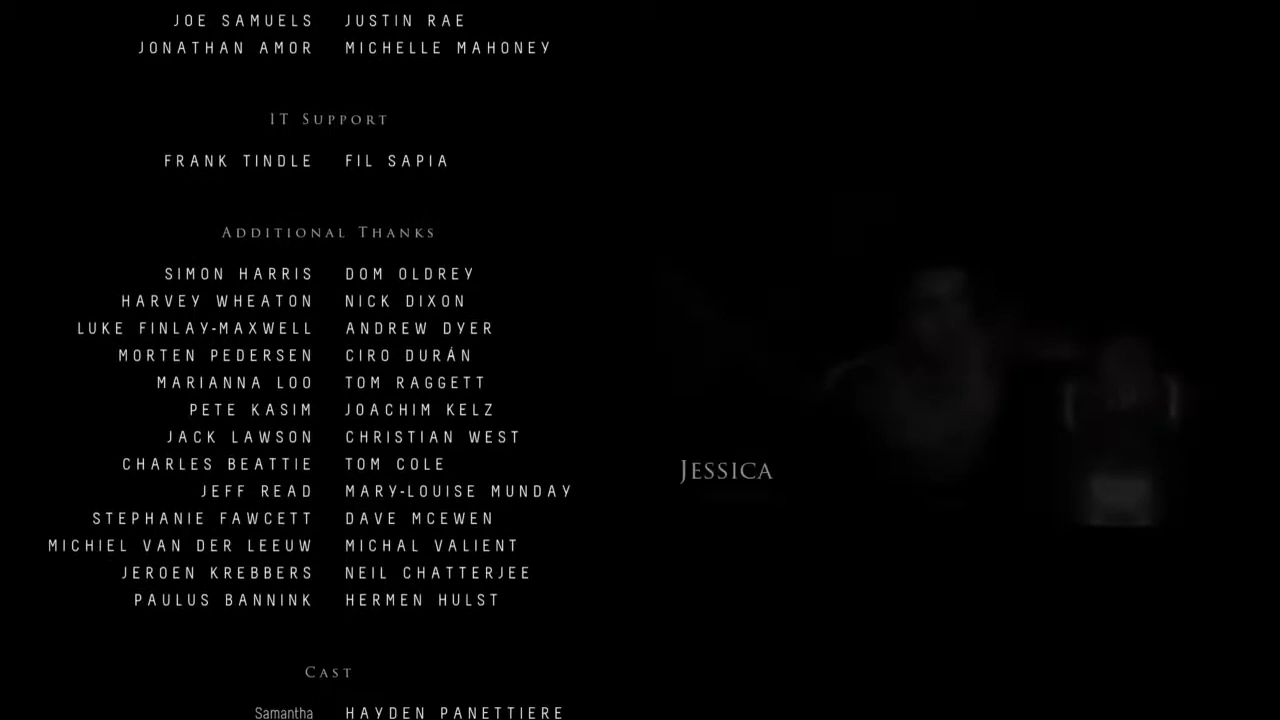 JOE SAMUELS JUSTIN RAE
JONATHAN AMOR MICHELLE MAHONEY
IT SUPPORT
FRANK TINDLE FIL SAPIA
ADDITIONAL THANKS
SIMON HARRIS DOM OLDREY
HARVEY WHEATON NICK DIXON
LUKE FINLAY-MAXWELL ANDREW DYER
MORTEN PEDERSEN CIRO DURÁN
MARIANNA LOO TOM RAGGETT
PETE KASIM JOACHIM KELZ
JACK LAWSON CHRISTIAN WEST
CHARLES BEATTIE TOM COLE
JEFF READ MARY-LOUISE MUNDAY
STEPHANIE FAWCETT DAVE MCEWEN
MICHIEL VAN DER LEEUW MICHAL VALIENT
JEROEN KREBBERS NEIL CHATTERJEE
PAULUS BANNINK HERMEN HULST
JESSICA
CAST
Samantha HAYDEN PANETTIERE